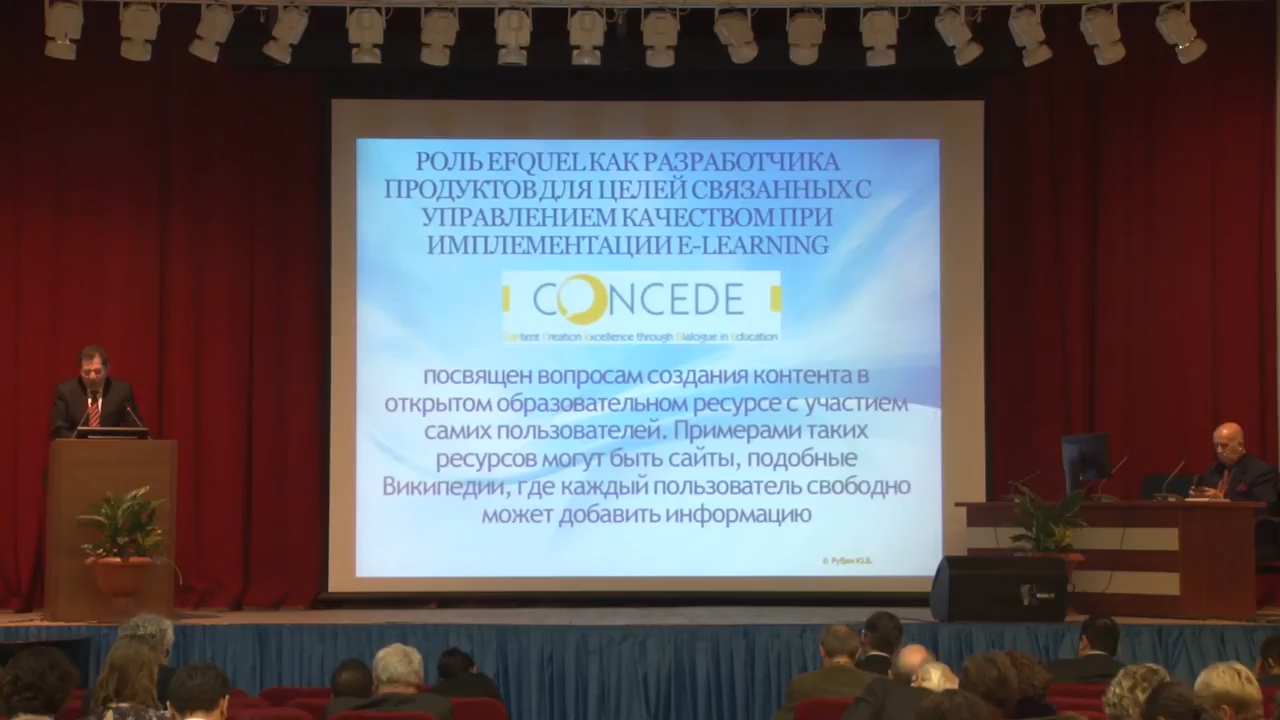 РОЛЬ EFQUEL КАК РАЗРАБОТЧИКА
ПРОДУКТОВ ДЛЯ ЦЕЛЕЙ СВЯЗАННЫХ С
УПРАВЛЕНИЕМ КАЧЕСТВОМ ПРИ
ИМПЛЕМЕНТАЦИИ E-LEARNING
CONCEDE
Content Creation Excellence through Dialogue in Education
посвящен вопросам создания контента в
открытом образовательном ресурсе с участием
самих пользователей. Примерами таких
ресурсов могут быть сайты, подобные
Википедии, где каждый пользователь свободно
может добавить информацию
© Рубин Ю.Б.